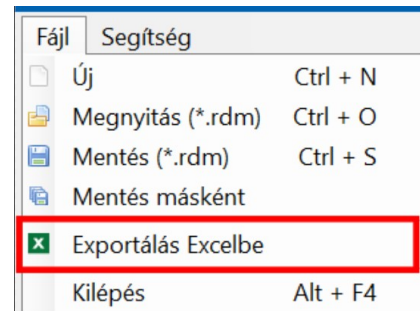 Fájl Segítség
Új Ctrl + N
Megnyitás (*.rdm) Ctrl + O
Mentés (*.rdm) Ctrl + S
Mentés másként
Exportálás Excelbe
Kilépés Alt + F4